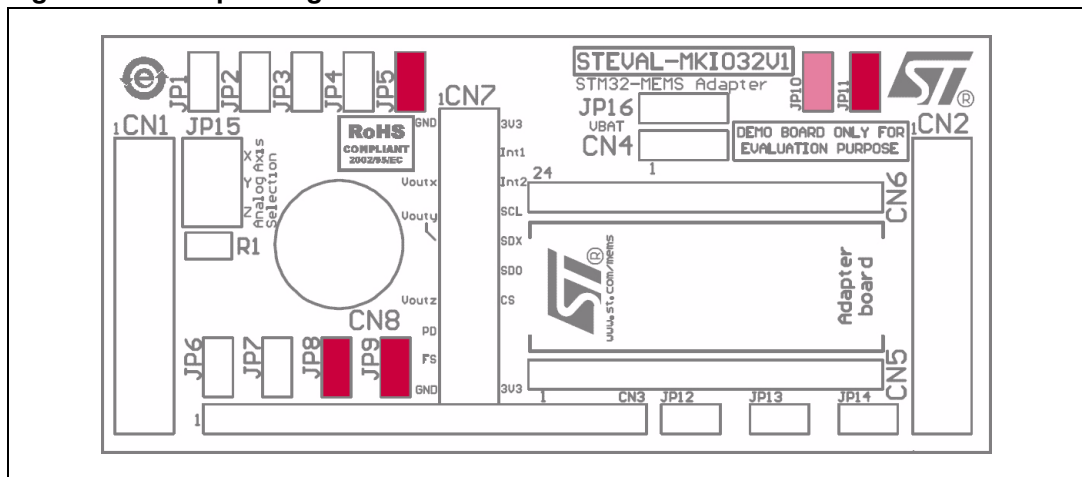 STEVAL-MKI032V1
STM32-MEMS Adapter
JP1
JP2
JP3
JP4
JP5
JP10
JP11
ST®
1CN1
JP15
X
Y
Z
Analog Axis
Selection
R1
RoHS
COMPLIANT
2002/95/EC
1CN7
GND
Voutx
Vouty
Voutz
PD
FS
GND
3V3
Int1
Int2
SCL
SDX
SDO
CS
3V3
JP16
VBAT
CN4
1
DEMO BOARD ONLY FOR
EVALUATION PURPOSE
1CN2
24
CN6
ST®
www.st.com/mems
Adapter
board
CN8
JP6
JP7
JP8
JP9
CN5
1
1
CN3
JP12
JP13
JP14